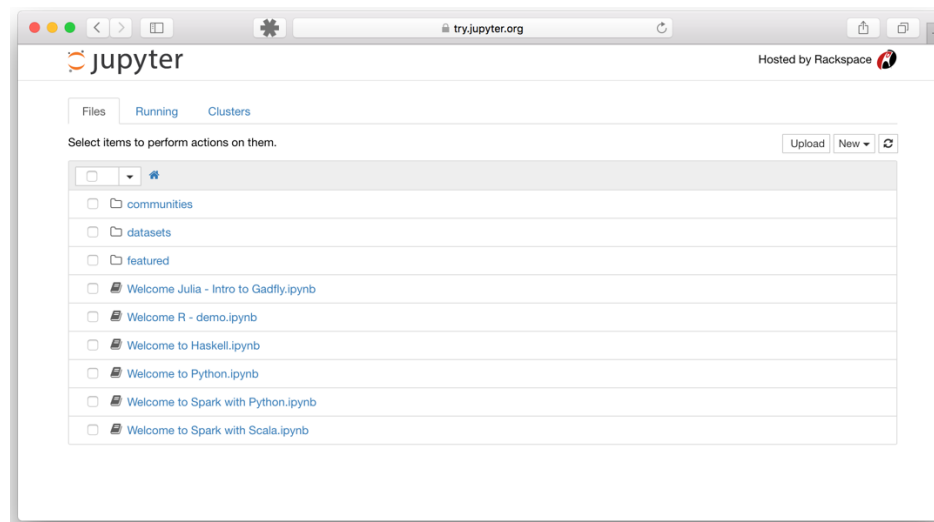 try.jupyter.org
jupyter
Hosted by Rackspace
Files Running Clusters
Select items to perform actions on them.
Upload New
communities
datasets
featured
Welcome Julia - Intro to Gadfly.ipynb
Welcome R - demo.ipynb
Welcome to Haskell.ipynb
Welcome to Python.ipynb
Welcome to Spark with Python.ipynb
Welcome to Spark with Scala.ipynb